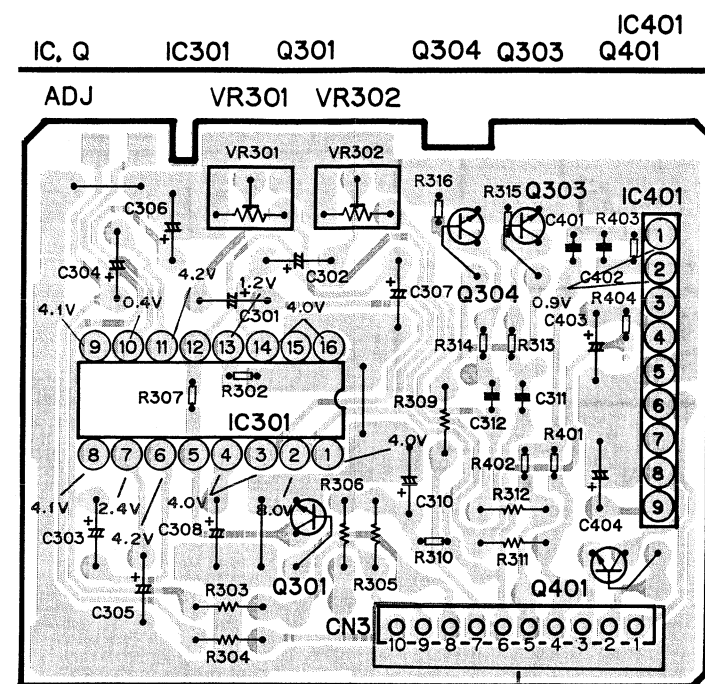 IC401
IC, Q IC301 Q301 Q304 Q303 Q401
ADJ VR301 VR302
VR301 VR302
R316 R315 Q303 IC401
C306 C401 R403
C304 4.2V C302 C402
0.4V 1.2V C307 Q304 0.9V R404
4.1V C301 4.0V C403
9 10 11 12 13 14 15 16
R314 R313
R307 R302 R309
IC301 C312 C311
8 7 6 5 4 3 2 1
4.0V R402 R401
R306
4.1V 2.4V 4.0V 8.0V C310 R312
C303 4.2V C308 C404
R310 R311
C305 R303 Q301 R305 Q401
R304
CN3 10-9-8-7-6-5-4-3-2-1
1
2
3
4
5
6
7
8
9